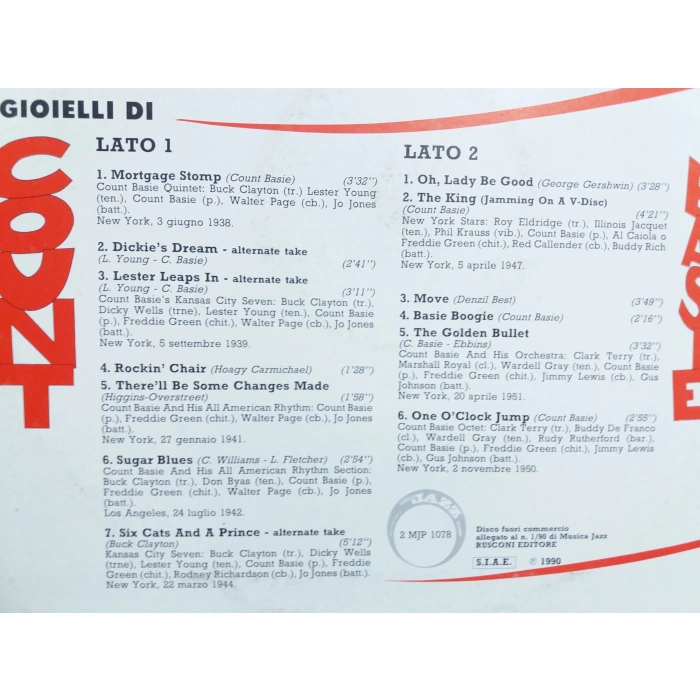 GIOIELLI DI
COUNT
BASIE
LATO 1
1. Mortgage Stomp (Count Basie) (3'32'')
Count Basie Quintet: Buck Clayton (tr.) Lester Young
(ten.), Count Basie (p.), Walter Page (cb.), Jo Jones
(batt.).
New York, 3 giugno 1938.
2. Dickie's Dream - alternate take
(L. Young - C. Basie) (2'41'')
3. Lester Leaps In - alternate take
(L. Young - C. Basie) (3'11'')
Count Basie's Kansas City Seven: Buck Clayton (tr.),
Dicky Wells (trne), Lester Young (ten.), Count Basie
(p.), Freddie Green (chit.), Walter Page (cb.), Jo Jones
(batt.).
New York, 5 settembre 1939.
4. Rockin' Chair (Hoagy Carmichael) (1'28'')
5. There'll Be Some Changes Made
(Higgins-Overstreet) (1'58'')
Count Basie And His All American Rhythm: Count Basie
(p.), Freddie Green (chit.), Walter Page (cb.), Jo Jones
(batt.).
New York, 27 gennaio 1941.
6. Sugar Blues (C. Williams - L. Fletcher) (2'54'')
Count Basie And His All American Rhythm Section:
Buck Clayton (tr.), Don Byas (ten.), Count Basie (p.),
Freddie Green (chit.), Walter Page (cb.), Jo Jones
(batt.).
Los Angeles, 24 luglio 1942.
7. Six Cats And A Prince - alternate take
(Buck Clayton) (5'12'')
Kansas City Seven: Buck Clayton (tr.), Dicky Wells
(trne), Lester Young (ten.), Count Basie (p.), Freddie
Green (chit.), Rodney Richardson (cb.), Jo Jones (batt.).
New York, 22 marzo 1944.
LATO 2
1. Oh, Lady Be Good (George Gershwin) (3'28'')
2. The King (Jamming On A V-Disc)
(Count Basie) (4'21'')
New York Stars: Roy Eldridge (tr.), Illinois Jacquet
(ten.), Phil Krauss (vib.), Count Basie (p.), Al Caiola o
Freddie Green (chit.), Red Callender (cb.), Buddy Rich
(batt.).
New York, 5 aprile 1947.
3. Move (Denzil Best) (3'49'')
4. Basie Boogie (Count Basie) (2'16'')
5. The Golden Bullet
(C. Basie - Ebbins) (3'32'')
Count Basie And His Orchestra: Clark Terry (tr.),
Marshall Royal (cl.), Wardell Gray (ten.), Count Basie
(p.), Freddie Green (chit.), Jimmy Lewis (cb.), Gus
Johnson (batt.).
New York, 20 aprile 1951.
6. One O'Clock Jump (Count Basie) (2'55'')
Count Basie Octet: Clark Terry (tr.), Buddy De Franco
(cl.), Wardell Gray (ten.), Rudy Rutherford (bar.),
Count Basie (p.), Freddie Green (chit.), Jimmy Lewis
(cb.), Gus Johnson (batt.).
New York, 2 novembre 1950.
JAZZ
2 MJP 1078
Disco fuori commercio
allegato al n. 1/90 di Musica Jazz
RUSCONI EDITORE
S.I.A.E. ℗ 1990